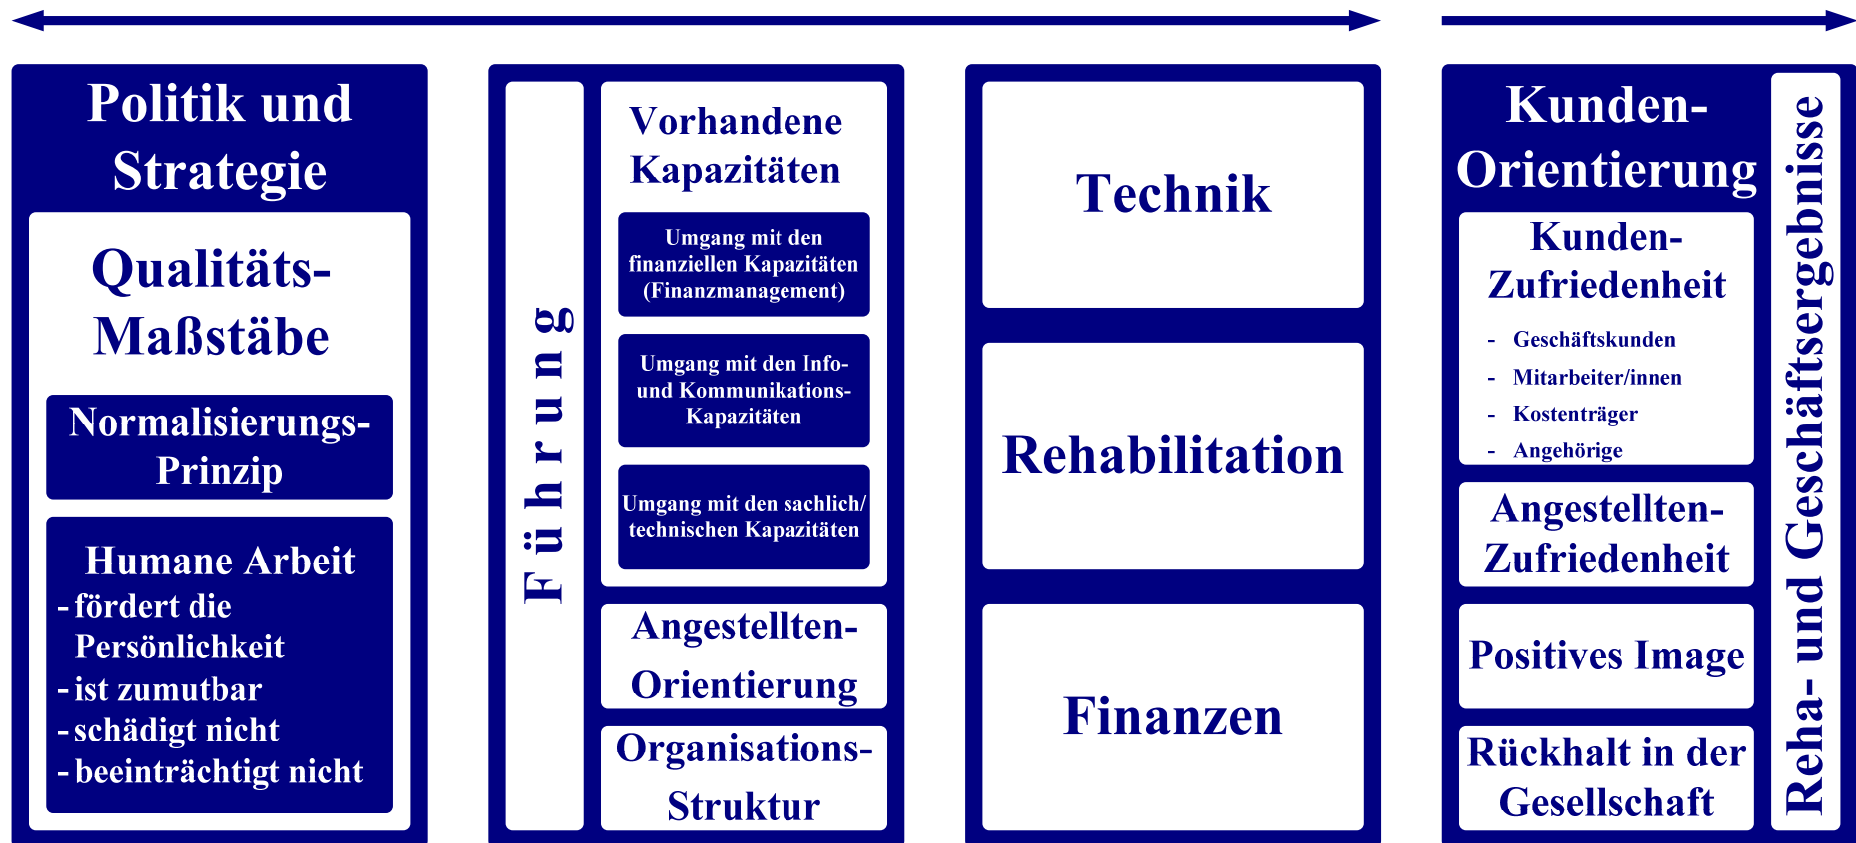 Politik und
Strategie
Qualitäts-
Maßstäbe
Normalisierungs-
Prinzip
Humane Arbeit
- fördert die
Persönlichkeit
- ist zumutbar
- schädigt nicht
- beeinträchtigt nicht
Führung
Vorhandene
Kapazitäten
Umgang mit den
finanziellen Kapazitäten
(Finanzmanagement)
Umgang mit den Info-
und Kommunikations-
Kapazitäten
Umgang mit den sachlich/
technischen Kapazitäten
Angestellten-
Orientierung
Organisations-
Struktur
Technik
Rehabilitation
Finanzen
Kunden-
Orientierung
Kunden-
Zufriedenheit
- Geschäftskunden
- Mitarbeiter/innen
- Kostenträger
- Angehörige
Angestellten-
Zufriedenheit
Positives Image
Rückhalt in der
Gesellschaft
Reha- und Geschäftsergebnisse